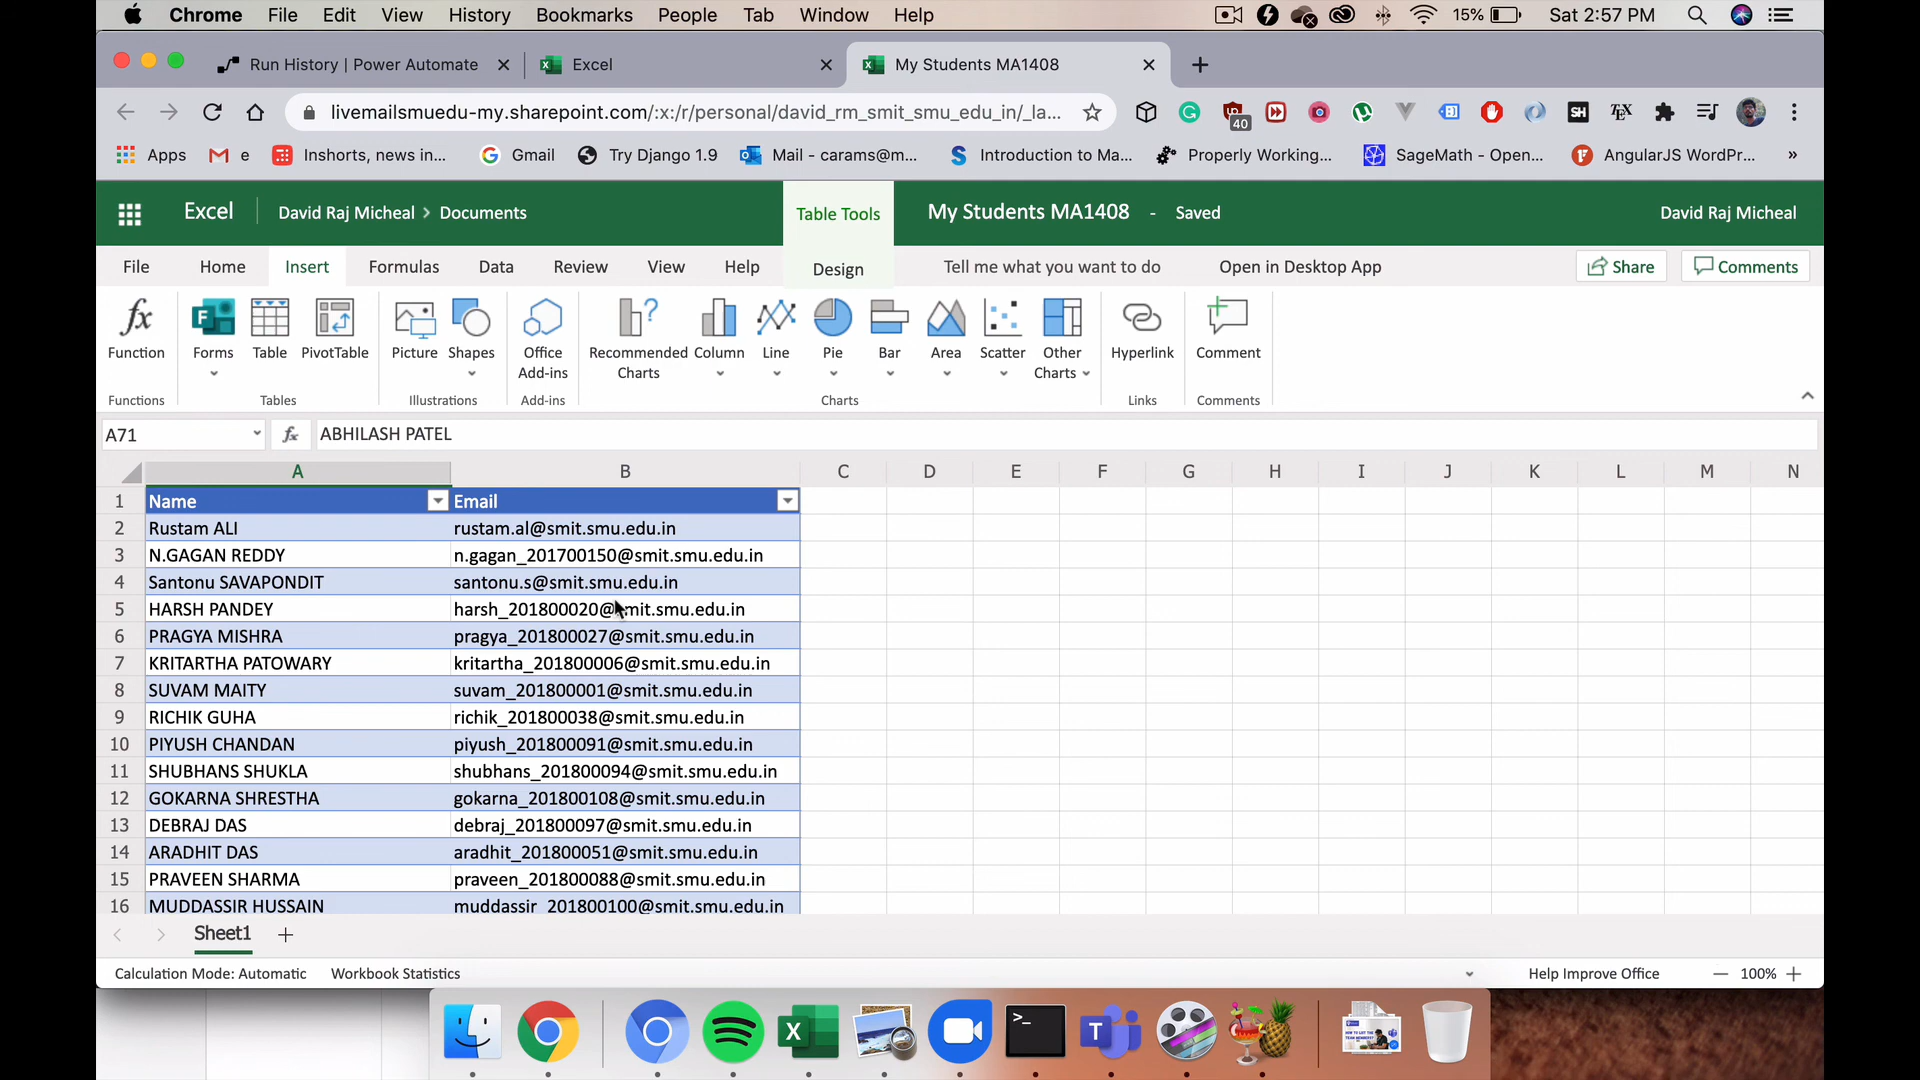 Chrome File Edit View History Bookmarks People Tab Window Help 15% Sat 2:57 PM
Run History | Power Automate Excel My Students MA1408
livemailsmuedu-my.sharepoint.com/:x:/r/personal/david_rm_smit_smu_edu_in/_la... 40
Apps e Inshorts, news in... Gmail Try Django 1.9 Mail - carams@m... Introduction to Ma... Properly Working... SageMath - Open... AngularJS WordPr... »
Excel David Raj Micheal > Documents Table Tools My Students MA1408 - Saved David Raj Micheal
File Home Insert Formulas Data Review View Help Design Tell me what you want to do Open in Desktop App Share Comments
Function Forms Table PivotTable Picture Shapes Office Add-ins Recommended Charts Column Line Pie Bar Area Scatter Other Charts Hyperlink Comment
Functions Tables Illustrations Add-ins Charts Links Comments
A71 fx ABHILASH PATEL
A B C D E F G H I J K L M N
1 Name Email
2 Rustam ALI rustam.al@smit.smu.edu.in
3 N.GAGAN REDDY n.gagan_201700150@smit.smu.edu.in
4 Santonu SAVAPONDIT santonu.s@smit.smu.edu.in
5 HARSH PANDEY harsh_201800020@smit.smu.edu.in
6 PRAGYA MISHRA pragya_201800027@smit.smu.edu.in
7 KRITARTHA PATOWARY kritartha_201800006@smit.smu.edu.in
8 SUVAM MAITY suvam_201800001@smit.smu.edu.in
9 RICHIK GUHA richik_201800038@smit.smu.edu.in
10 PIYUSH CHANDAN piyush_201800091@smit.smu.edu.in
11 SHUBHANS SHUKLA shubhans_201800094@smit.smu.edu.in
12 GOKARNA SHRESTHA gokarna_201800108@smit.smu.edu.in
13 DEBRAJ DAS debraj_201800097@smit.smu.edu.in
14 ARADHIT DAS aradhit_201800051@smit.smu.edu.in
15 PRAVEEN SHARMA praveen_201800088@smit.smu.edu.in
16 MUDDASSIR HUSSAIN muddassir_201800100@smit.smu.edu.in
Sheet1
Calculation Mode: Automatic Workbook Statistics Help Improve Office 100%